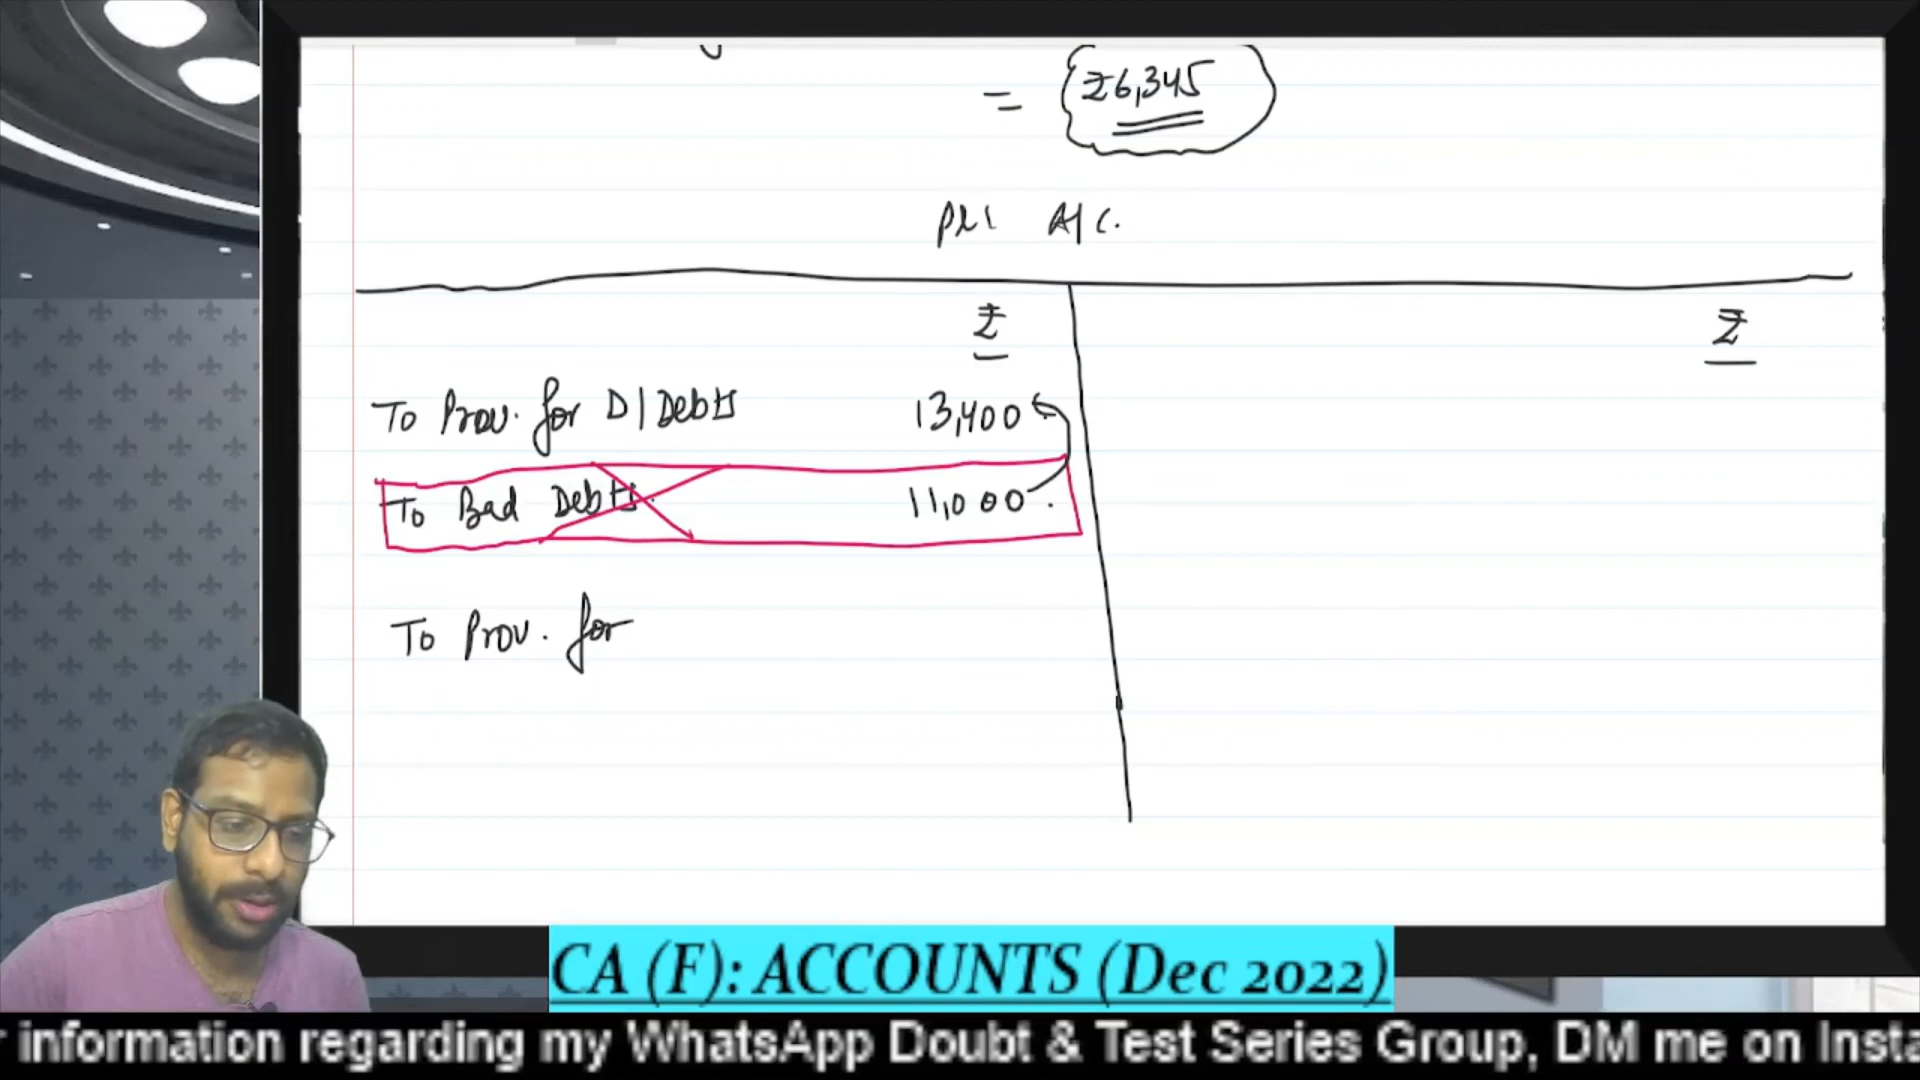 = ₹6,345
P&L A/C.
₹ ₹
To Prov. for D/Debts 13,400
To Bad Debts. 11,000.
To Prov. for
CA (F): ACCOUNTS (Dec 2022)
r information regarding my WhatsApp Doubt & Test Series Group, DM me on Insta